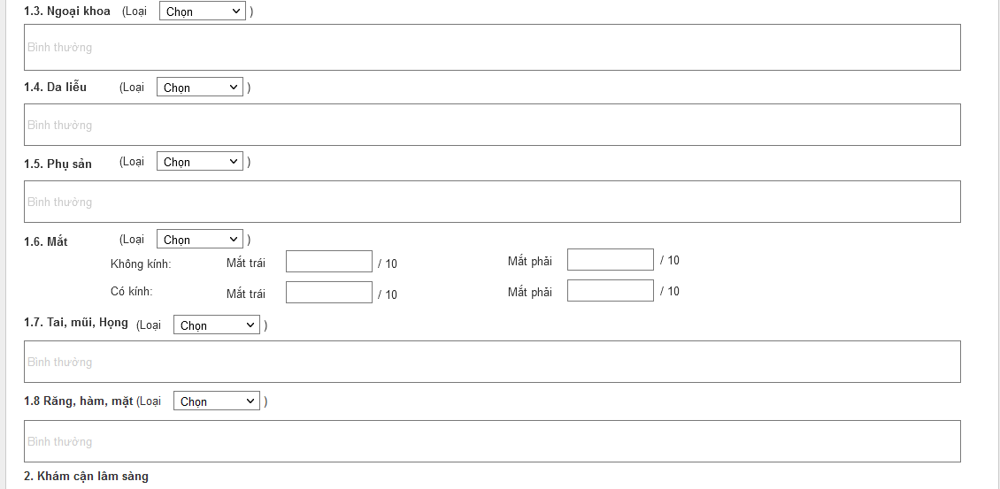 1.3. Ngoại khoa (Loại Chọn )
Bình thường
1.4. Da liễu (Loại Chọn )
Bình thường
1.5. Phụ sản (Loại Chọn )
Bình thường
1.6. Mắt (Loại Chọn )
Không kính: Mắt trái / 10 Mắt phải / 10
Có kính: Mắt trái / 10 Mắt phải / 10
1.7. Tai, mũi, Họng (Loại Chọn )
Bình thường
1.8 Răng, hàm, mặt (Loại Chọn )
Bình thường
2. Khám cận lâm sàng